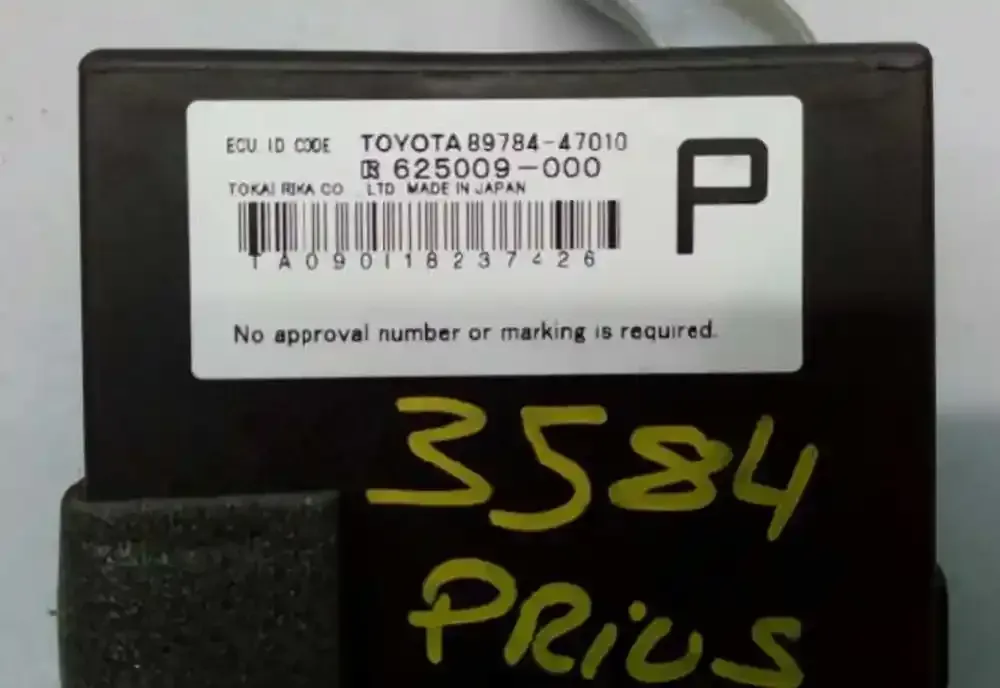 ECU ID CODE TOYOTA 89784-47010
625009-000
TOKAI RIKA CO ., LTD MADE IN JAPAN
TA090118237426
P
No approval number or marking is required.
3584
PRiUS